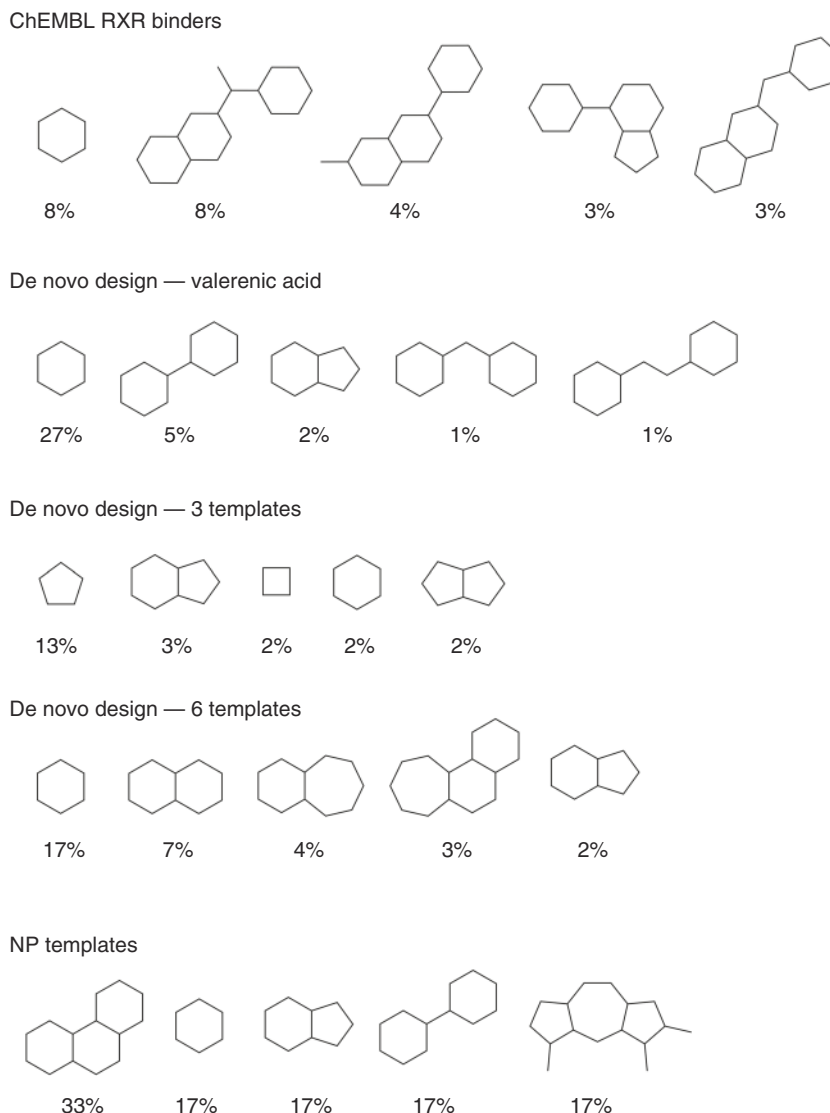 ChEMBL RXR binders
8% 8% 4% 3% 3%
De novo design — valerenic acid
27% 5% 2% 1% 1%
De novo design — 3 templates
13% 3% 2% 2% 2%
De novo design — 6 templates
17% 7% 4% 3% 2%
NP templates
33% 17% 17% 17% 17%